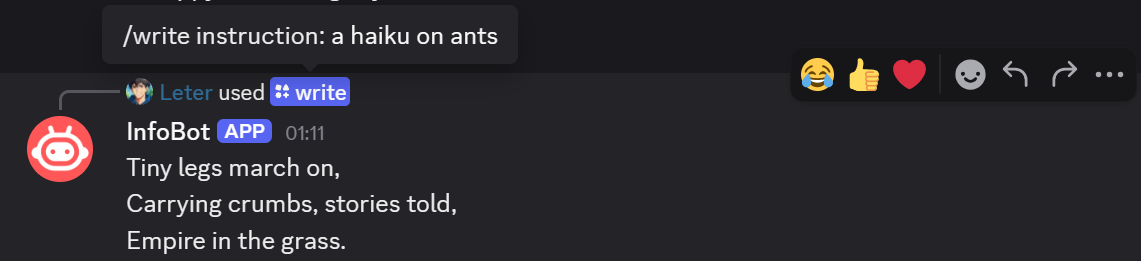 /write instruction: a haiku on ants
Leter used write
InfoBot APP 01:11
Tiny legs march on,
Carrying crumbs, stories told,
Empire in the grass.